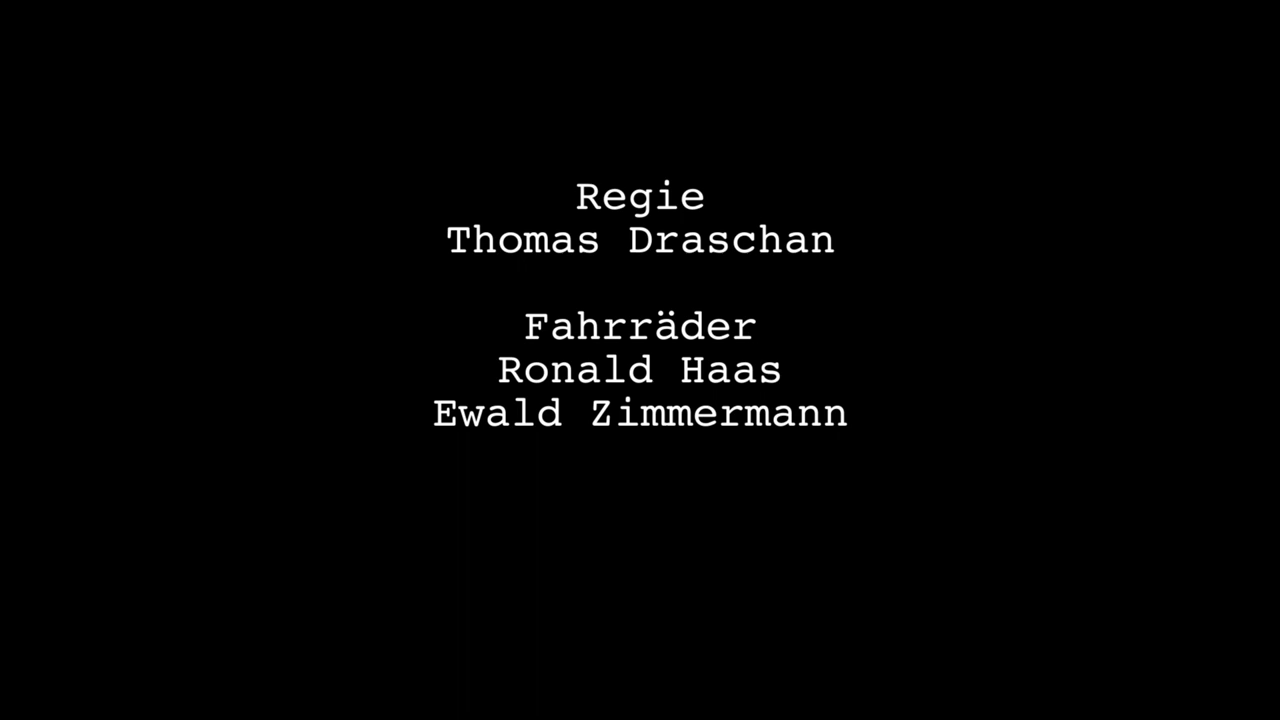 Regie
Thomas Draschan
Fahrräder
Ronald Haas
Ewald Zimmermann